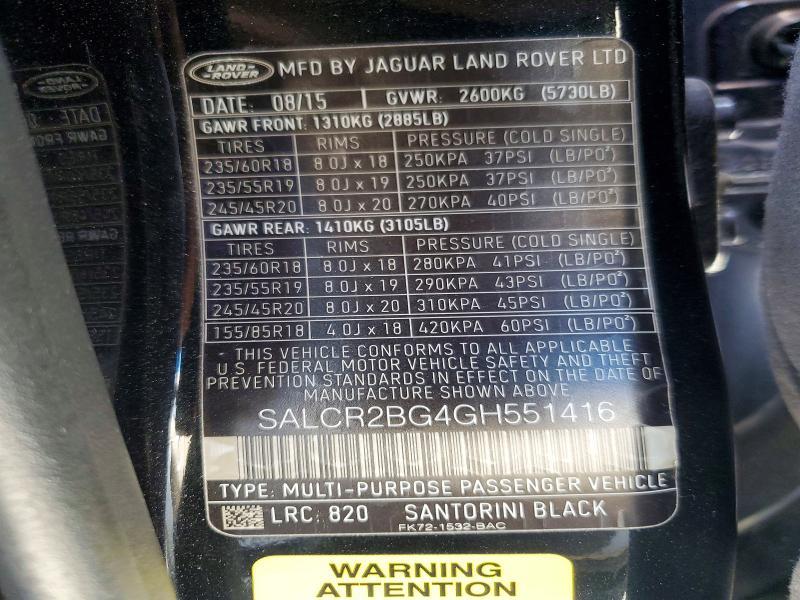 LAND ROVER MFD BY JAGUAR LAND ROVER LTD
DATE: 08/15 GVWR: 2600KG (5730LB)
GAWR FRONT: 1310KG (2885LB)
TIRES RIMS PRESSURE (COLD SINGLE)
235/60R18 8.0J x 18 250KPA 37PSI (LB/PO²)
235/55R19 8.0J x 19 250KPA 37PSI (LB/PO²)
245/45R20 8.0J x 20 270KPA 40PSI (LB/PO²)
GAWR REAR: 1410KG (3105LB)
TIRES RIMS PRESSURE (COLD SINGLE)
235/60R18 8.0J x 18 280KPA 41PSI (LB/PO²)
235/55R19 8.0J x 19 290KPA 43PSI (LB/PO²)
245/45R20 8.0J x 20 310KPA 45PSI (LB/PO²)
155/85R18 4.0J x 18 420KPA 60PSI (LB/PO²)
THIS VEHICLE CONFORMS TO ALL APPLICABLE
U.S. FEDERAL MOTOR VEHICLE SAFETY AND THEFT
PREVENTION STANDARDS IN EFFECT ON THE DATE OF
MANUFACTURE SHOWN ABOVE
SALCR2BG4GH551416
TYPE: MULTI-PURPOSE PASSENGER VEHICLE
LRC: 820 SANTORINI BLACK
FK72-1532-BAC
WARNING
ATTENTION